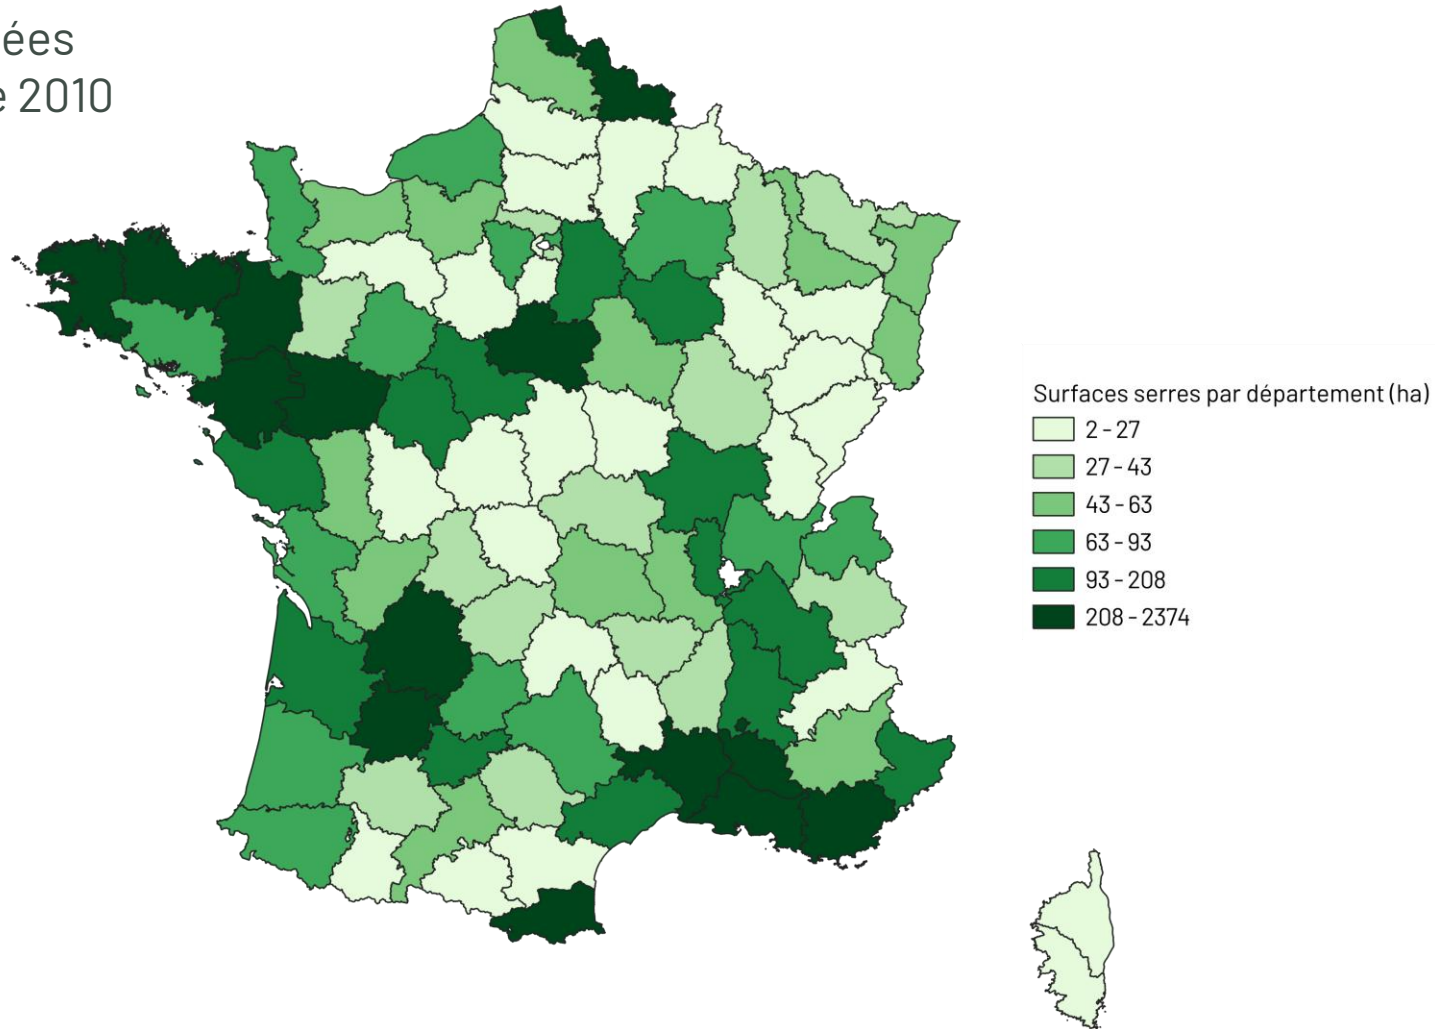 ées
e 2010
Surfaces serres par département (ha)
2 - 27
27 - 43
43 - 63
63 - 93
93 - 208
208 - 2374